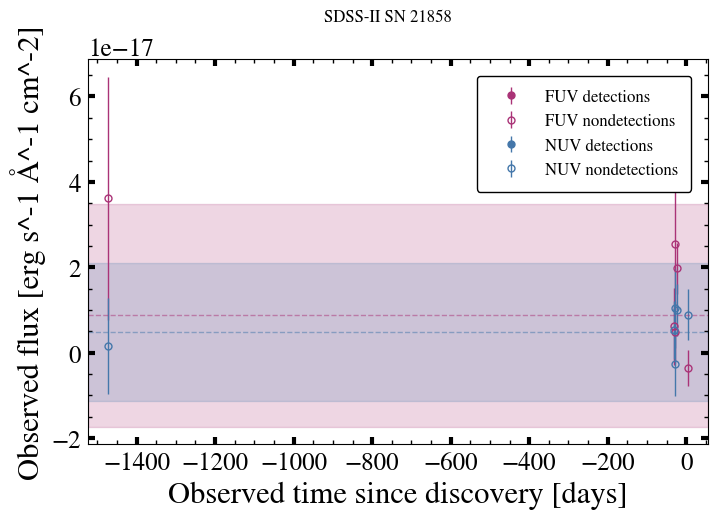 SDSS-II SN 21858
1e−17
Observed flux [erg s^-1 Å^-1 cm^-2]
6
4
2
0
−2
FUV detections
FUV nondetections
NUV detections
NUV nondetections
−1400 −1200 −1000 −800 −600 −400 −200 0
Observed time since discovery [days]